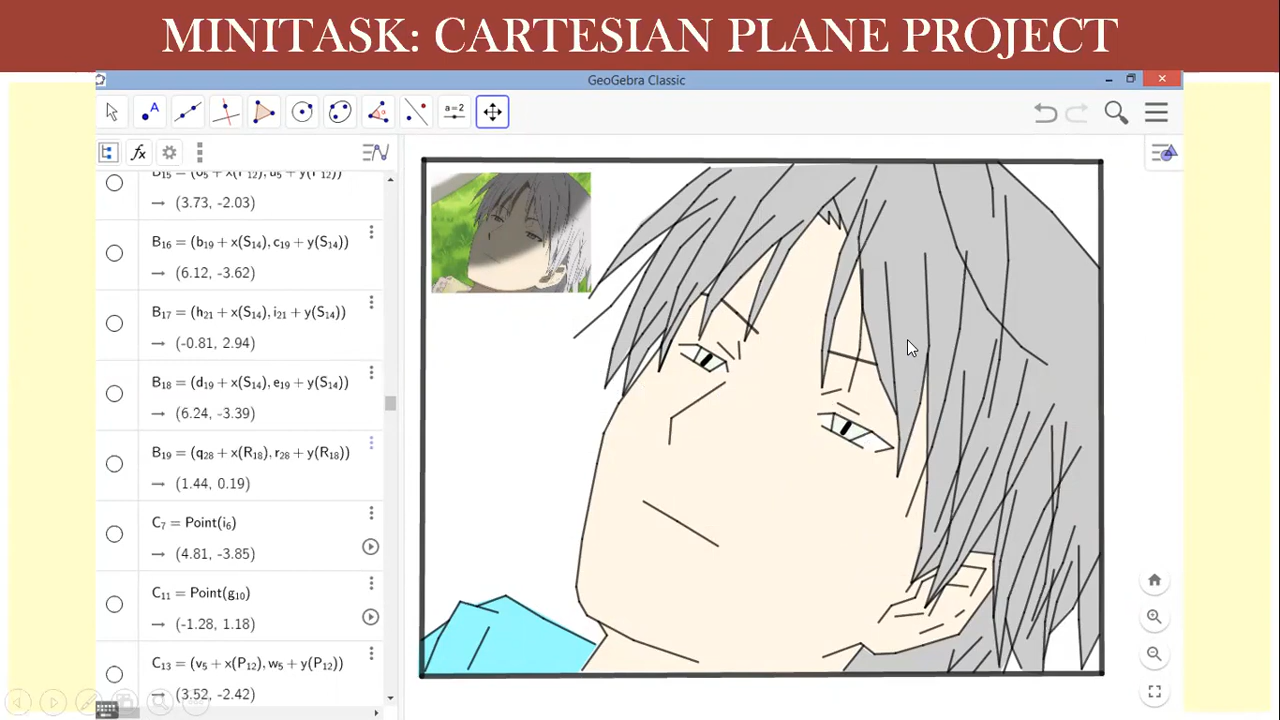 MINITASK: CARTESIAN PLANE PROJECT
GeoGebra Classic
A
a=2
fx
→ (3.73, -2.03)
B₁₆ = (b₁₉ + x(S₁₄), c₁₉ + y(S₁₄))
→ (6.12, -3.62)
B₁₇ = (h₂₁ + x(S₁₄), i₂₁ + y(S₁₄))
→ (-0.81, 2.94)
B₁₈ = (d₁₉ + x(S₁₄), e₁₉ + y(S₁₄))
→ (6.24, -3.39)
B₁₉ = (q₂₈ + x(R₁₈), r₂₈ + y(R₁₈))
→ (1.44, 0.19)
C₇ = Point(i₆)
→ (4.81, -3.85)
C₁₁ = Point(g₁₀)
→ (-1.28, 1.18)
C₁₃ = (v₅ + x(P₁₂), w₅ + y(P₁₂))
→ (3.52, -2.42)